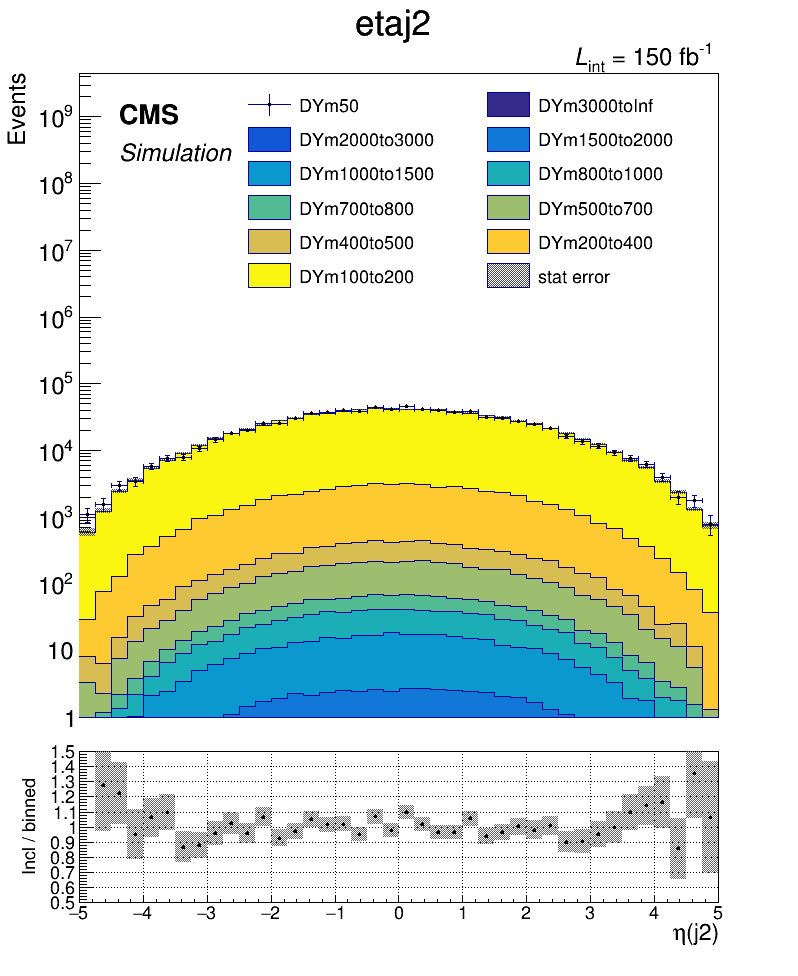 etaj2
L_int = 150 fb^-1
Events
CMS
Simulation
DYm50
DYm3000toInf
DYm2000to3000
DYm1500to2000
DYm1000to1500
DYm800to1000
DYm700to800
DYm500to700
DYm400to500
DYm200to400
DYm100to200
stat error
10^9
10^8
10^7
10^6
10^5
10^4
10^3
10^2
10
1
Incl / binned
1.5
1.4
1.3
1.2
1.1
1
0.9
0.8
0.7
0.6
0.5
−5 −4 −3 −2 −1 0 1 2 3 4 5
η(j2)